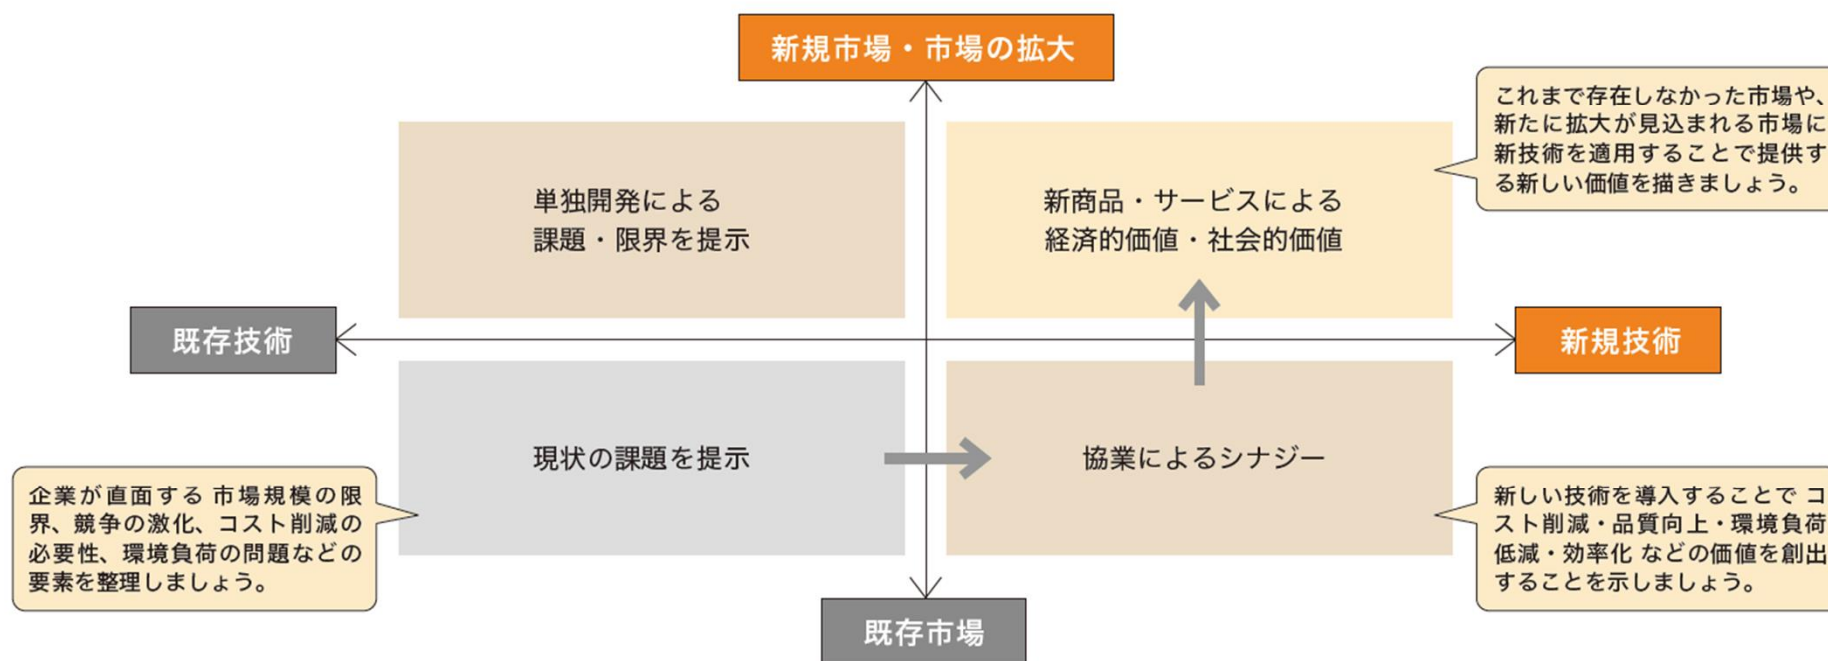 新規市場・市場の拡大
これまで存在しなかった市場や、
新たに拡大が見込まれる市場に
新技術を適用することで提供す
る新しい価値を描きましょう。
単独開発による
課題・限界を提示
新商品・サービスによる
経済的価値・社会的価値
既存技術
新規技術
現状の課題を提示
協業によるシナジー
企業が直面する 市場規模の限
界、競争の激化、コスト削減の
必要性、環境負荷の問題などの
要素を整理しましょう。
新しい技術を導入することで コ
スト削減・品質向上・環境負荷
低減・効率化 などの価値を創出
することを示しましょう。
既存市場